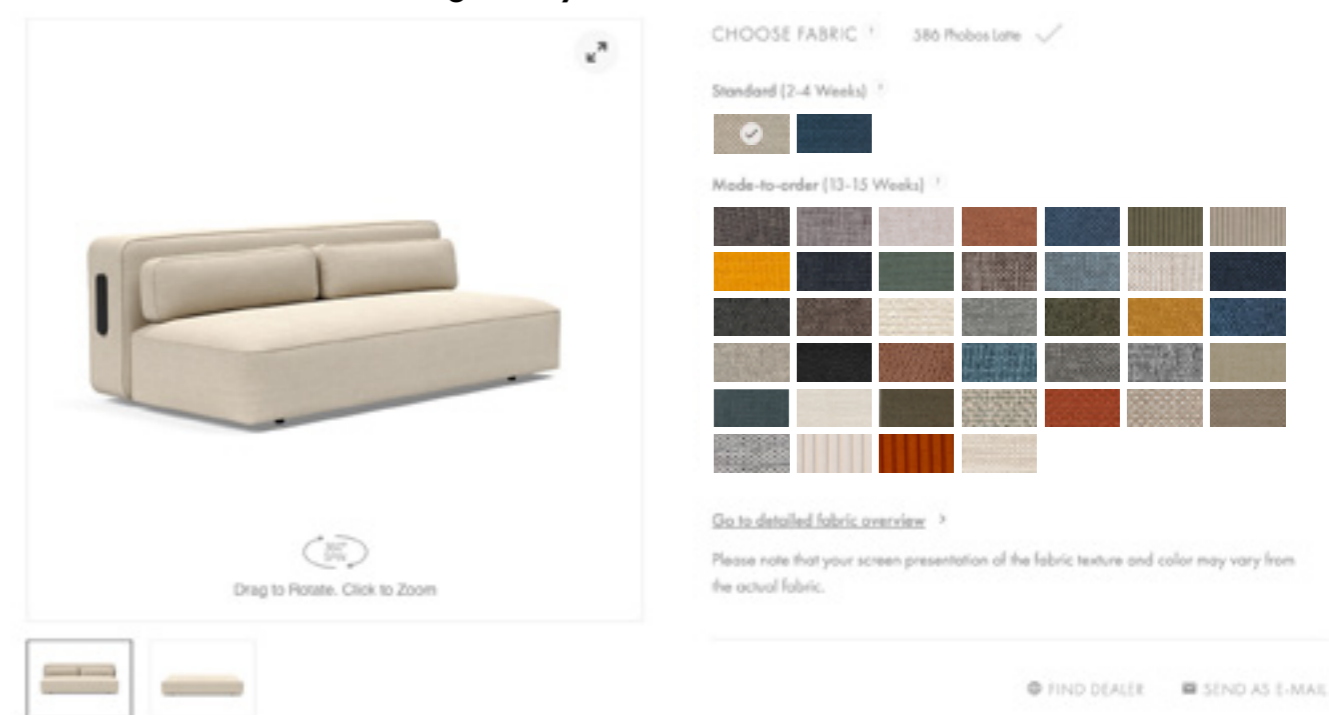 CHOOSE FABRIC ? 586 Phobos Latte
Standard (2-4 Weeks) ?
Made-to-order (13-15 Weeks) ?
Go to detailed fabric overview >
Please note that your screen presentation of the fabric texture and color may vary from
the actual fabric.
360°
SPIN
Drag to Rotate. Click to Zoom
FIND DEALER SEND AS E-MAIL